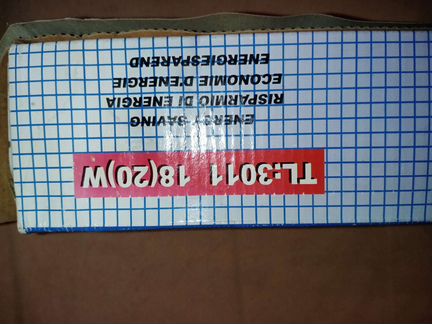 TL:3011 18(20)W
ENERGY SAVING
RISPARMIO DI ENERGIA
ECONOMIE D'ENERGIE
ENERGIESPAREND